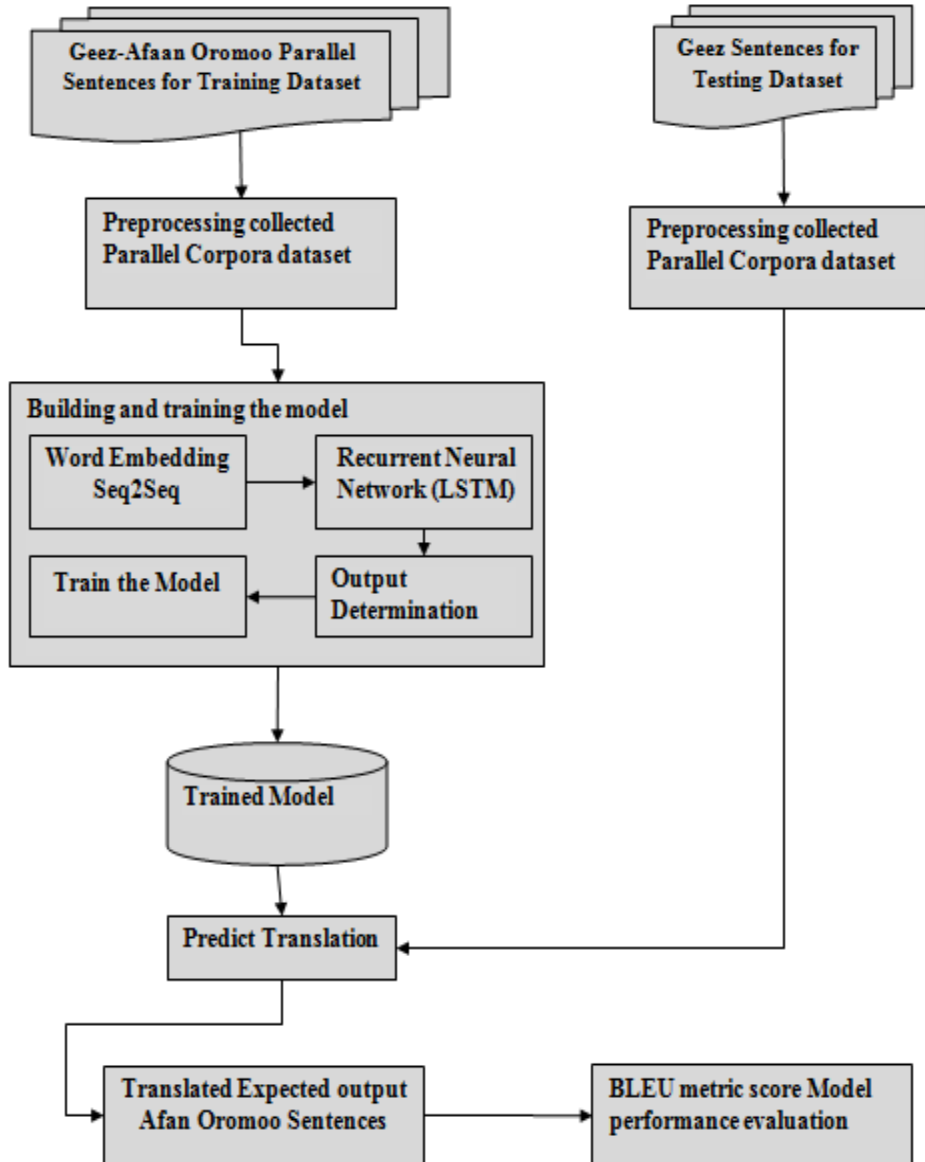 Geez-Afaan Oromoo Parallel
Sentences for Training Dataset
Geez Sentences for
Testing Dataset
Preprocessing collected
Parallel Corpora dataset
Preprocessing collected
Parallel Corpora dataset
Building and training the model
Word Embedding
Seq2Seq
Recurrent Neural
Network (LSTM)
Train the Model
Output
Determination
Trained Model
Predict Translation
Translated Expected output
Afan Oromoo Sentences
BLEU metric score Model
performance evaluation